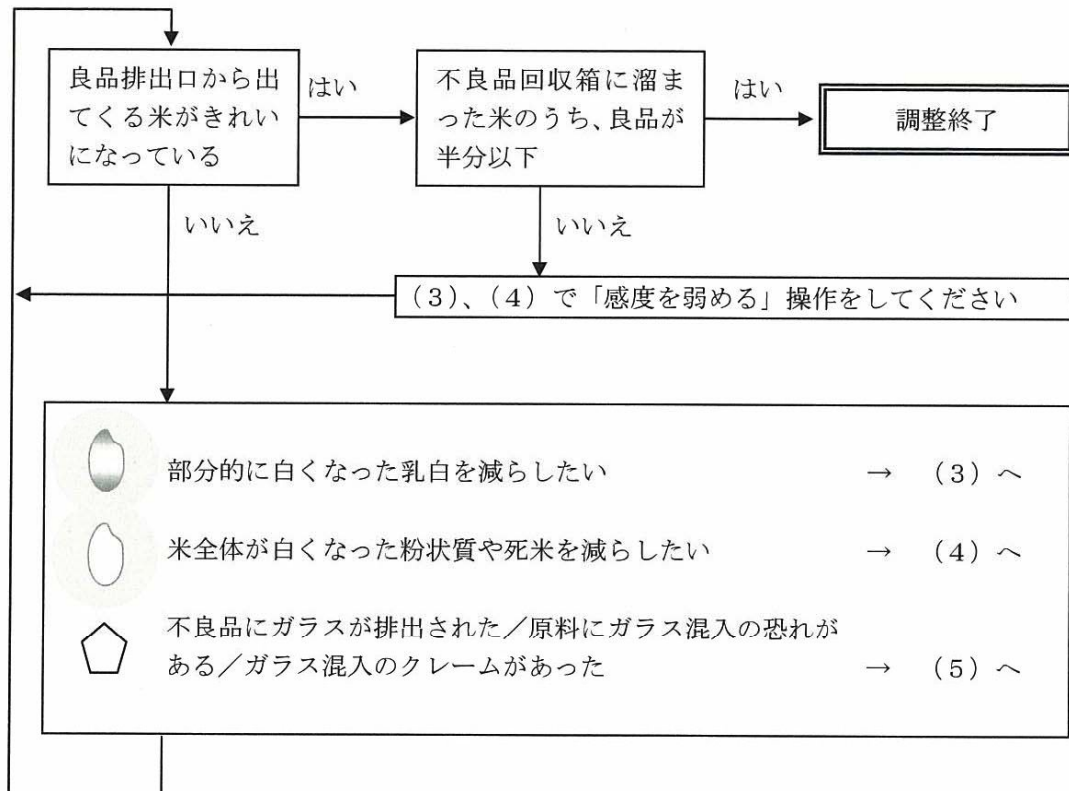 良品排出口から出
てくる米がきれい
になっている
はい
不良品回収箱に溜ま
った米のうち、良品が
半分以下
はい
調整終了
いいえ
いいえ
(3)、(4)で「感度を弱める」操作をしてください
部分的に白くなった乳白を減らしたい → (3)へ
米全体が白くなった粉状質や死米を減らしたい → (4)へ
不良品にガラスが排出された/原料にガラス混入の恐れが
ある/ガラス混入のクレームがあった → (5)へ